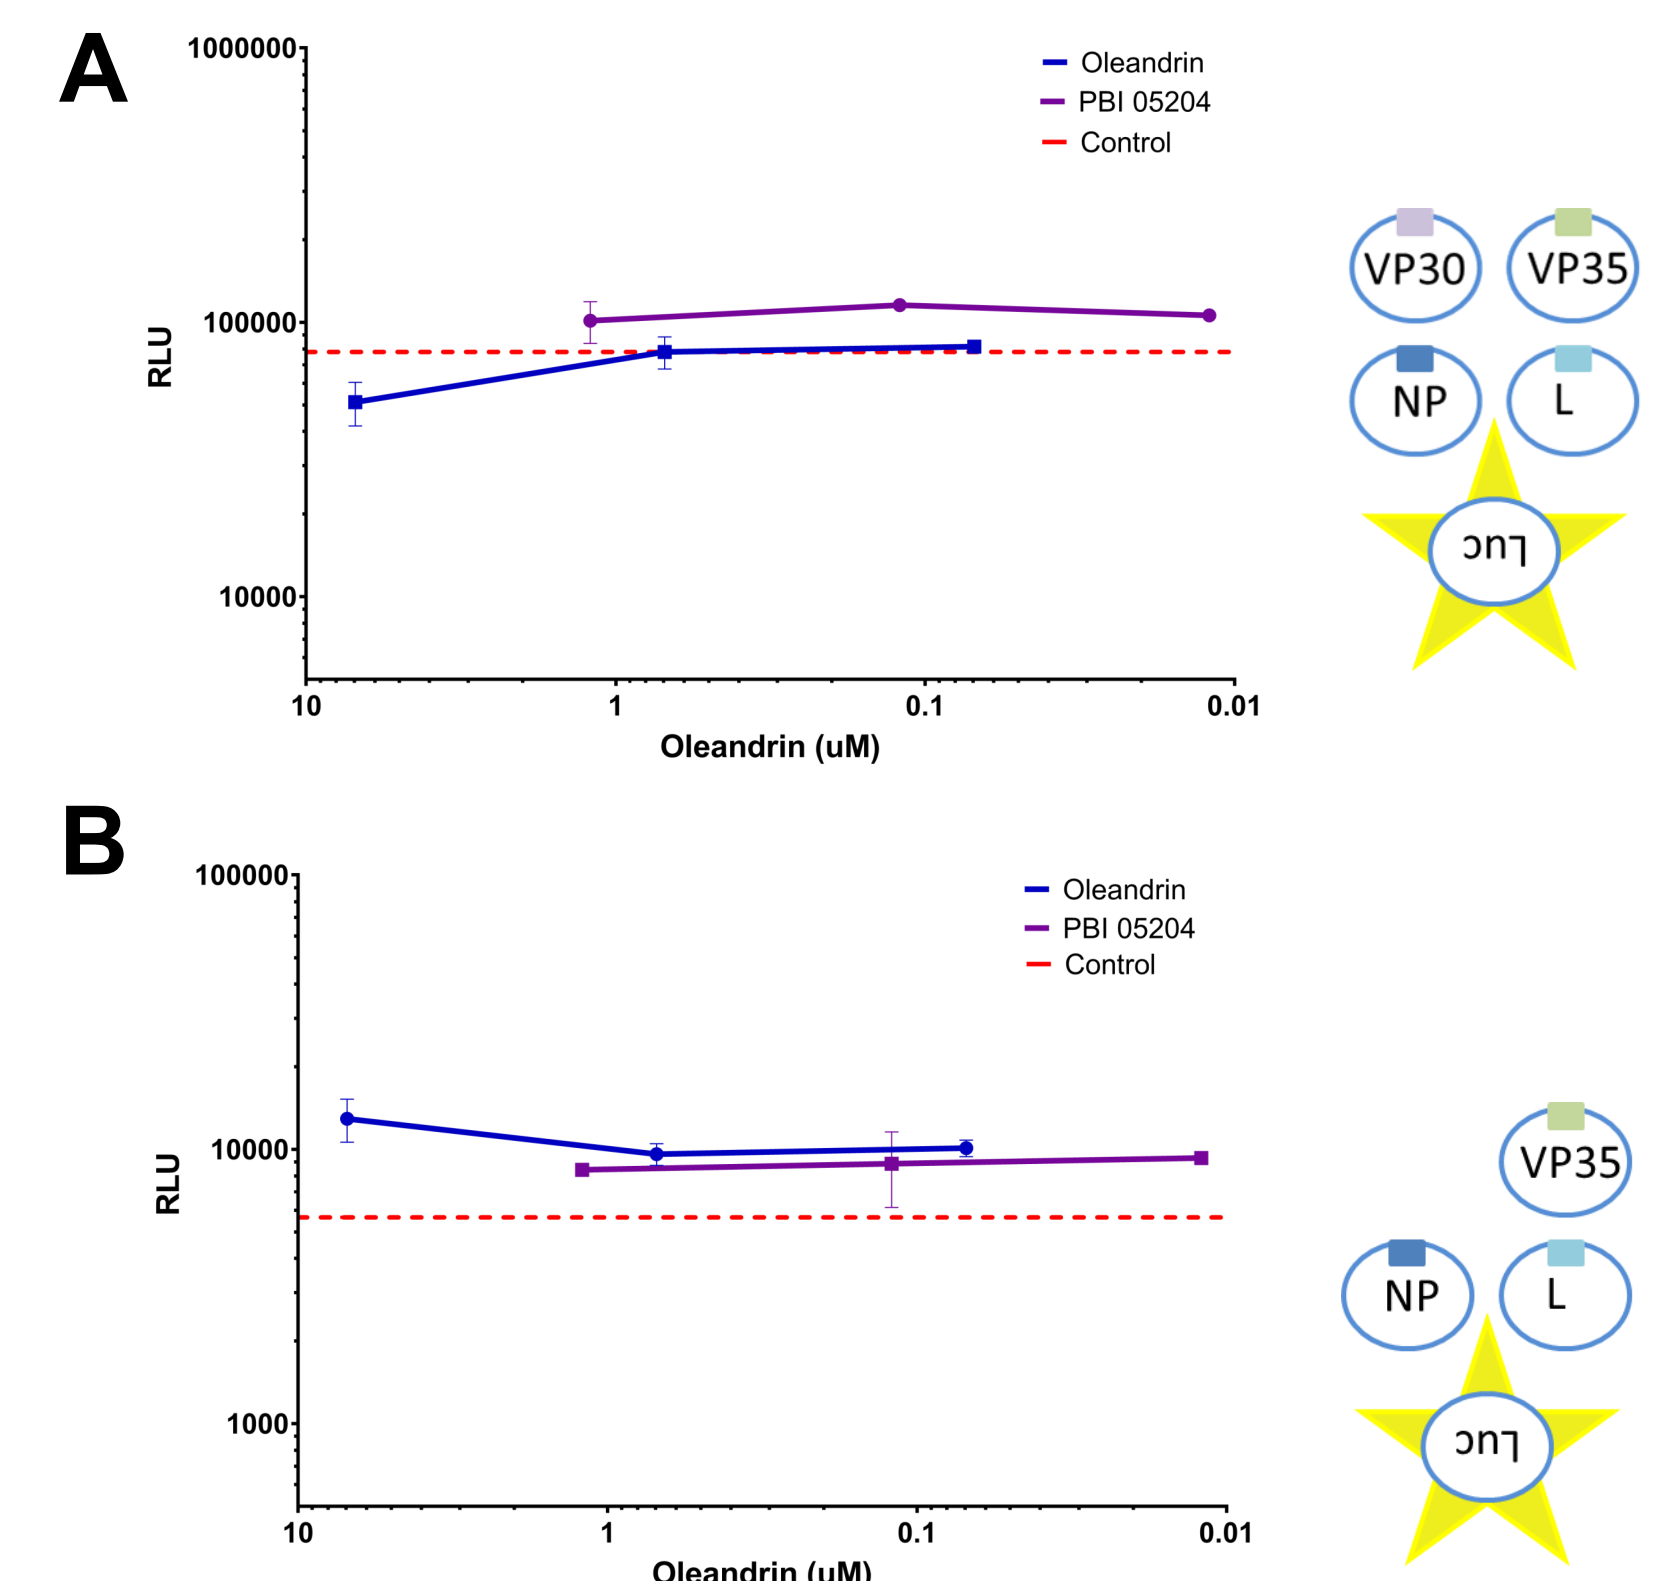 A
1000000
100000
10000
RLU
Oleandrin
PBI 05204
Control
10
1
0.1
0.01
Oleandrin (uM)
VP30
VP35
NP
L
Luc
B
100000
10000
1000
RLU
Oleandrin
PBI 05204
Control
10
1
0.1
0.01
Oleandrin (uM)
VP35
NP
L
Luc